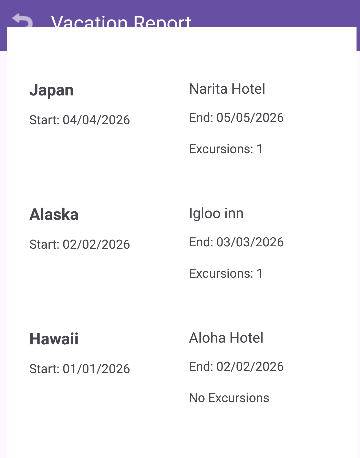 Vacation Report
Japan
Narita Hotel
Start: 04/04/2026
End: 05/05/2026
Excursions: 1
Alaska
Igloo inn
Start: 02/02/2026
End: 03/03/2026
Excursions: 1
Hawaii
Aloha Hotel
Start: 01/01/2026
End: 02/02/2026
No Excursions